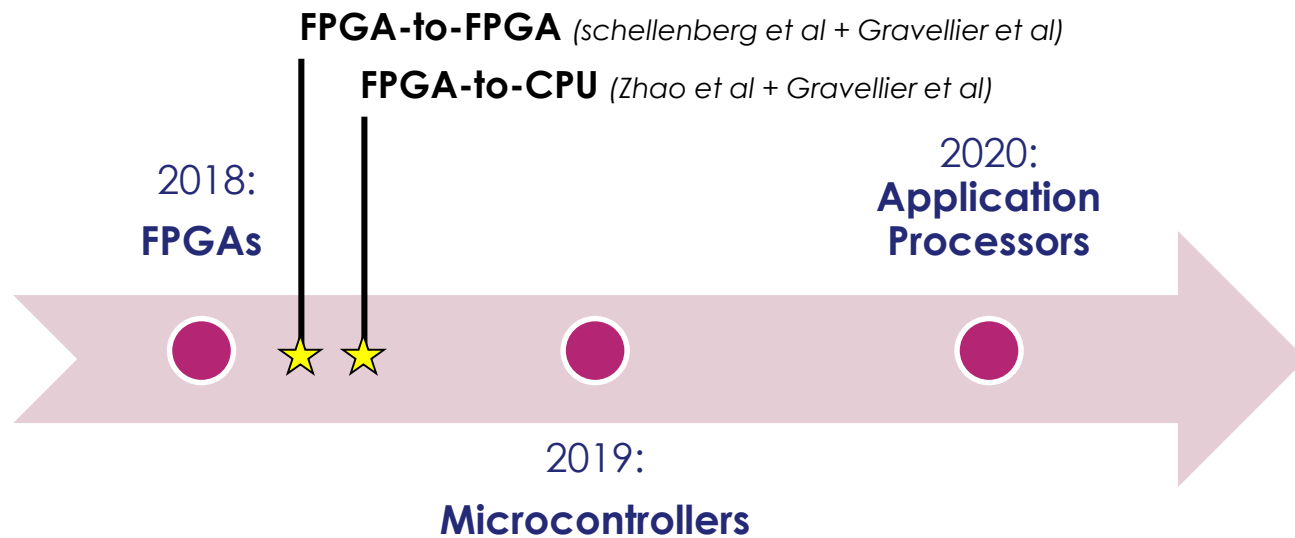 FPGA-to-FPGA (schellenberg et al + Gravellier et al)
FPGA-to-CPU (Zhao et al + Gravellier et al)
2018:
FPGAs
2020:
Application
Processors
2019:
Microcontrollers